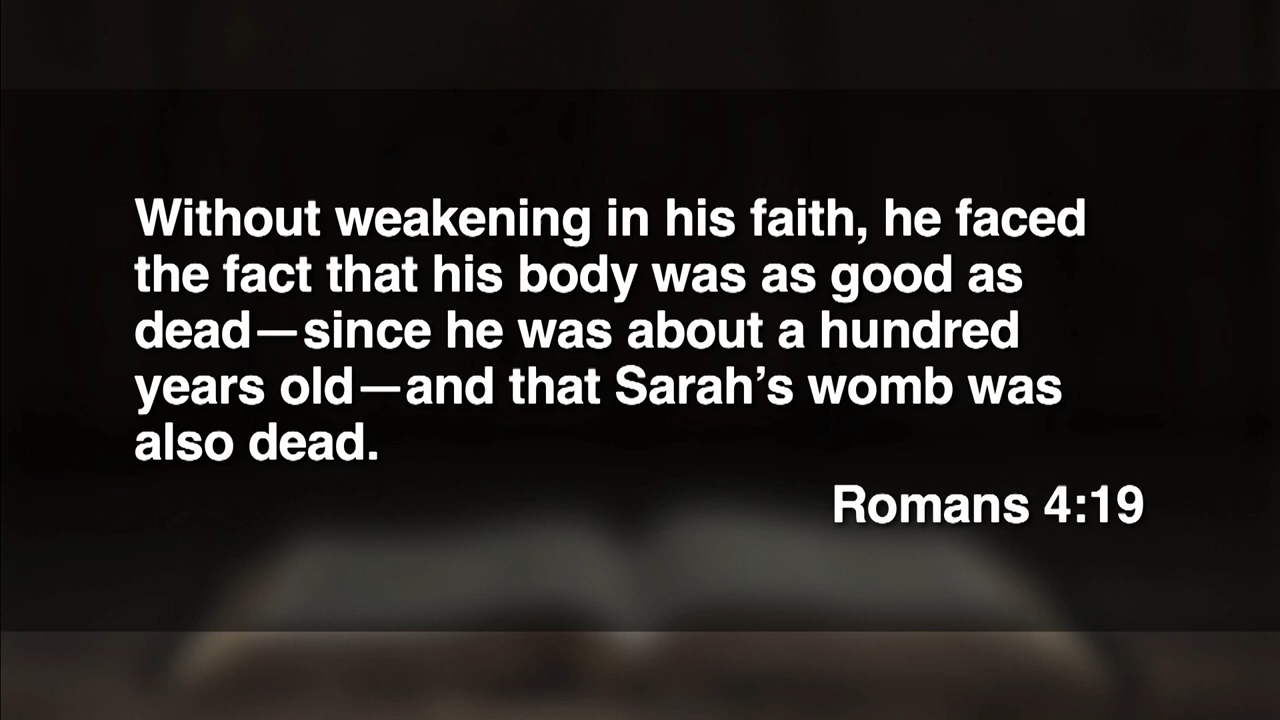 Without weakening in his faith, he faced
the fact that his body was as good as
dead—since he was about a hundred
years old—and that Sarah’s womb was
also dead.
Romans 4:19